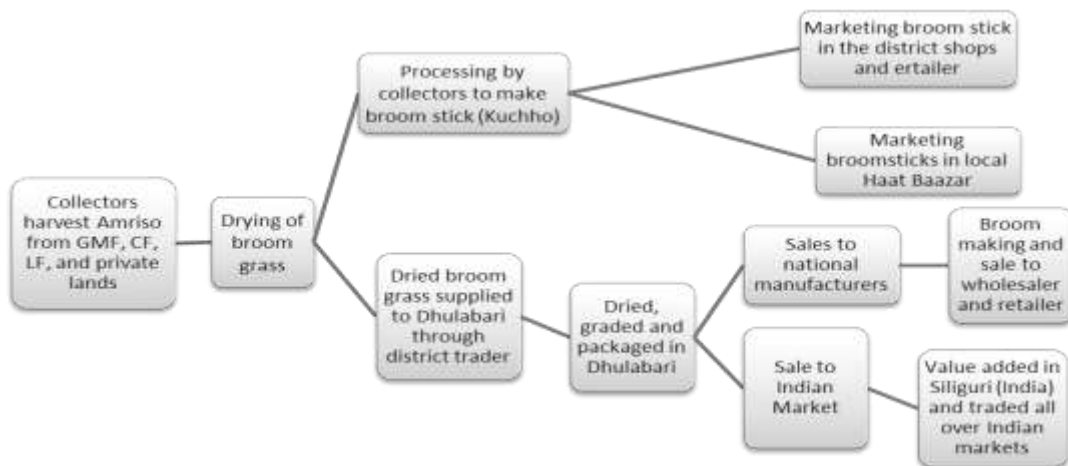 Collectors
harvest Amriso
from GMF, CF,
LF, and private
lands
Drying of
broom
grass
Processing by
collectors to make
broom stick (Kuchho)
Marketing broom stick
in the district shops
and ertailer
Marketing
broomsticks in local
Haat Baazar
Dried broom
grass supplied
to Dhulabari
through
district trader
Dried,
graded and
packaged in
Dhulabari
Sales to
national
manufacturers
Broom
making and
sale to
wholesaler
and retailer
Sale to
Indian
Market
Value added in
Siliguri (India)
and traded all
over Indian
markets